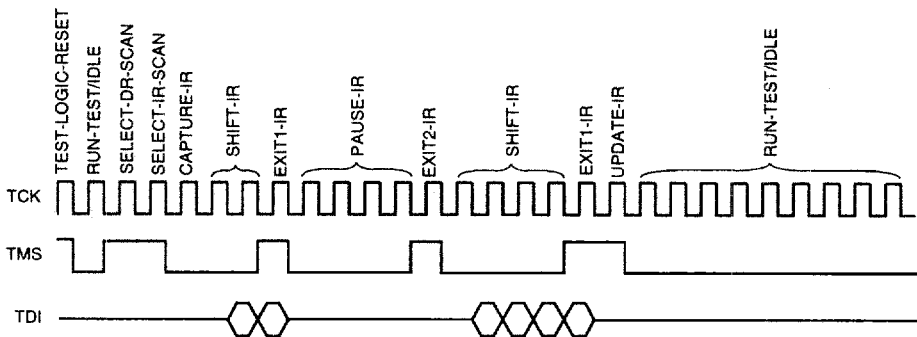 TEST-LOGIC-RESET
RUN-TEST/IDLE
SELECT-DR-SCAN
SELECT-IR-SCAN
CAPTURE-IR
SHIFT-IR
EXIT1-IR
PAUSE-IR
EXIT2-IR
SHIFT-IR
EXIT1-IR
UPDATE-IR
RUN-TEST/IDLE
TCK
TMS
TDI